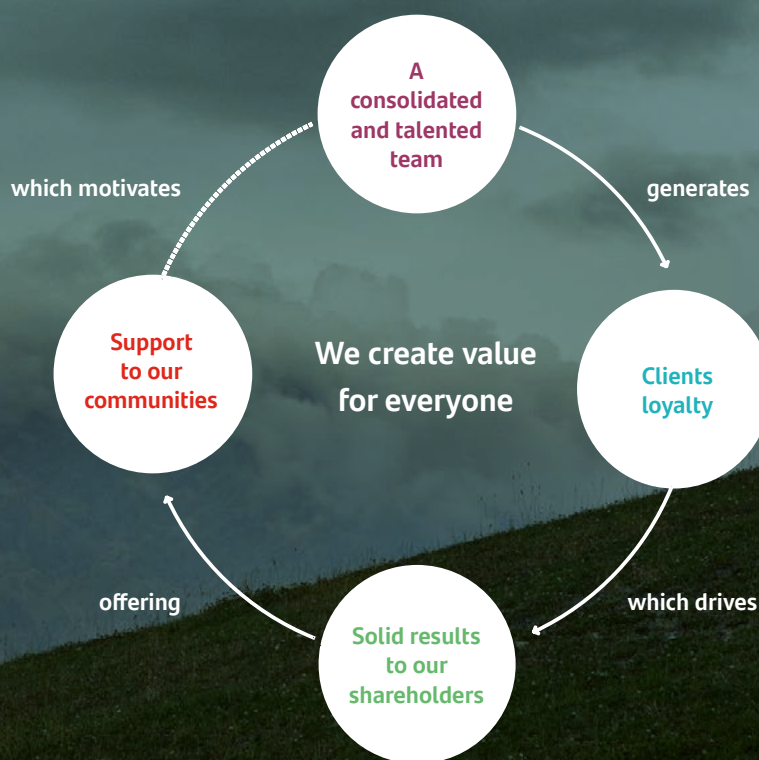 A
consolidated
and talented
team
which motivates
generates
Support
to our
communities
We create value
for everyone
Clients
loyalty
offering
which drives
Solid results
to our
shareholders